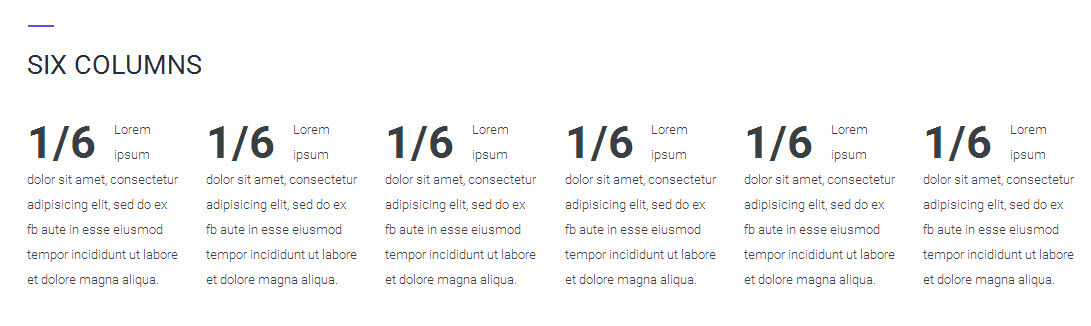 SIX COLUMNS
1/6 Lorem
ipsum
dolor sit amet, consectetur
adipisicing elit, sed do ex
fb aute in esse eiusmod
tempor incididunt ut labore
et dolore magna aliqua.
1/6 Lorem
ipsum
dolor sit amet, consectetur
adipisicing elit, sed do ex
fb aute in esse eiusmod
tempor incididunt ut labore
et dolore magna aliqua.
1/6 Lorem
ipsum
dolor sit amet, consectetur
adipisicing elit, sed do ex
fb aute in esse eiusmod
tempor incididunt ut labore
et dolore magna aliqua.
1/6 Lorem
ipsum
dolor sit amet, consectetur
adipisicing elit, sed do ex
fb aute in esse eiusmod
tempor incididunt ut labore
et dolore magna aliqua.
1/6 Lorem
ipsum
dolor sit amet, consectetur
adipisicing elit, sed do ex
fb aute in esse eiusmod
tempor incididunt ut labore
et dolore magna aliqua.
1/6 Lorem
ipsum
dolor sit amet, consectetur
adipisicing elit, sed do ex
fb aute in esse eiusmod
tempor incididunt ut labore
et dolore magna aliqua.